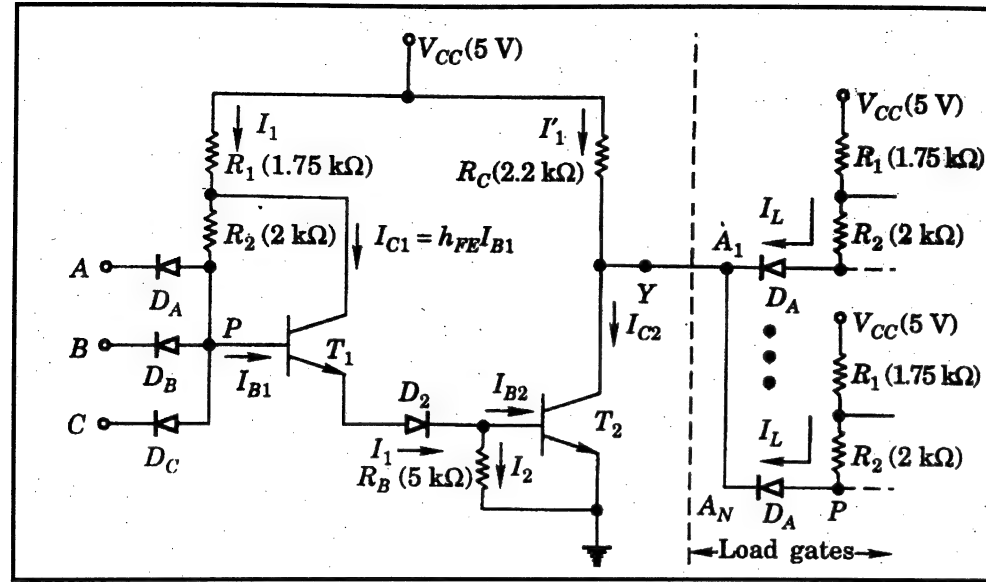 V_CC (5 V)
I_1
R_1 (1.75 kΩ)
I'_1
R_C (2.2 kΩ)
R_2 (2 kΩ)
I_C1 = h_FE I_B1
A
D_A
B
D_B
P
I_B1
T_1
C
D_C
D_2
I_B2
I_1
R_B (5 kΩ)
I_2
T_2
Y
I_C2
V_CC (5 V)
R_1 (1.75 kΩ)
I_L
R_2 (2 kΩ)
A_1
D_A
V_CC (5 V)
R_1 (1.75 kΩ)
I_L
R_2 (2 kΩ)
A_N
D_A
P
Load gates